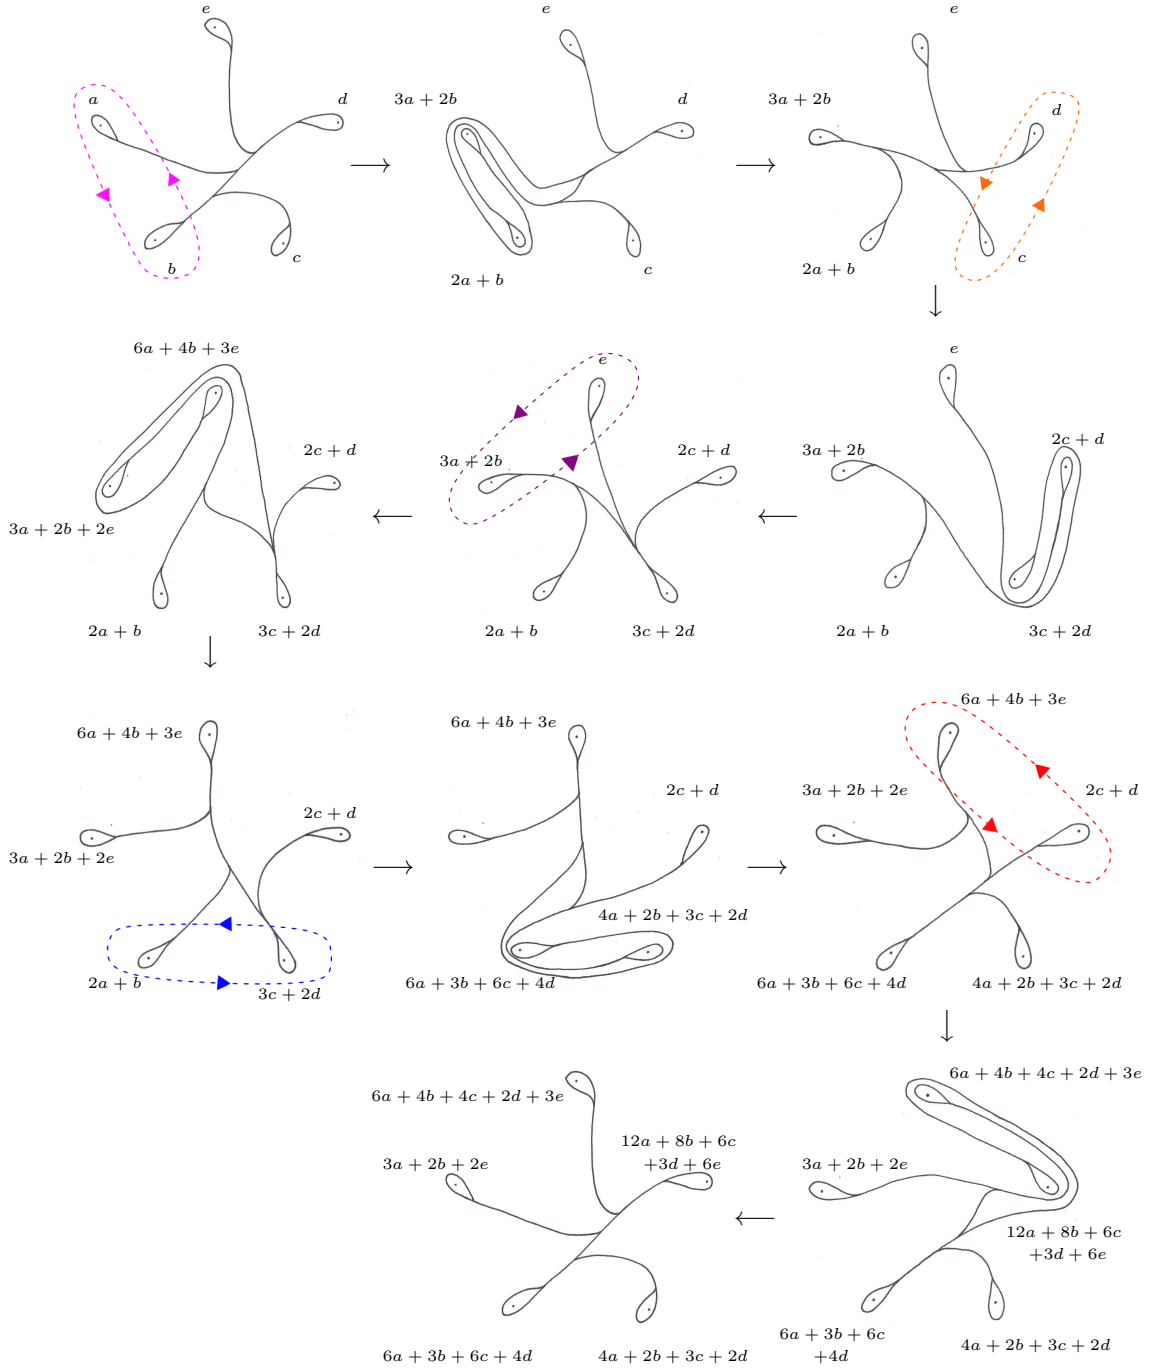 e
a
d
b
c
e
3a + 2b
d
2a + b
c
e
3a + 2b
d
2a + b
c
6a + 4b + 3e
2c + d
3a + 2b + 2e
2a + b
3c + 2d
e
3a + 2b
2c + d
2a + b
3c + 2d
e
3a + 2b
2c + d
2a + b
3c + 2d
6a + 4b + 3e
2c + d
3a + 2b + 2e
2a + b
3c + 2d
6a + 4b + 3e
2c + d
4a + 2b + 3c + 2d
6a + 3b + 6c + 4d
6a + 4b + 3e
3a + 2b + 2e
2c + d
6a + 3b + 6c + 4d
4a + 2b + 3c + 2d
6a + 4b + 4c + 2d + 3e
12a + 8b + 6c
+3d + 6e
3a + 2b + 2e
6a + 3b + 6c + 4d
4a + 2b + 3c + 2d
6a + 4b + 4c + 2d + 3e
3a + 2b + 2e
12a + 8b + 6c
+3d + 6e
6a + 3b + 6c
+4d
4a + 2b + 3c + 2d